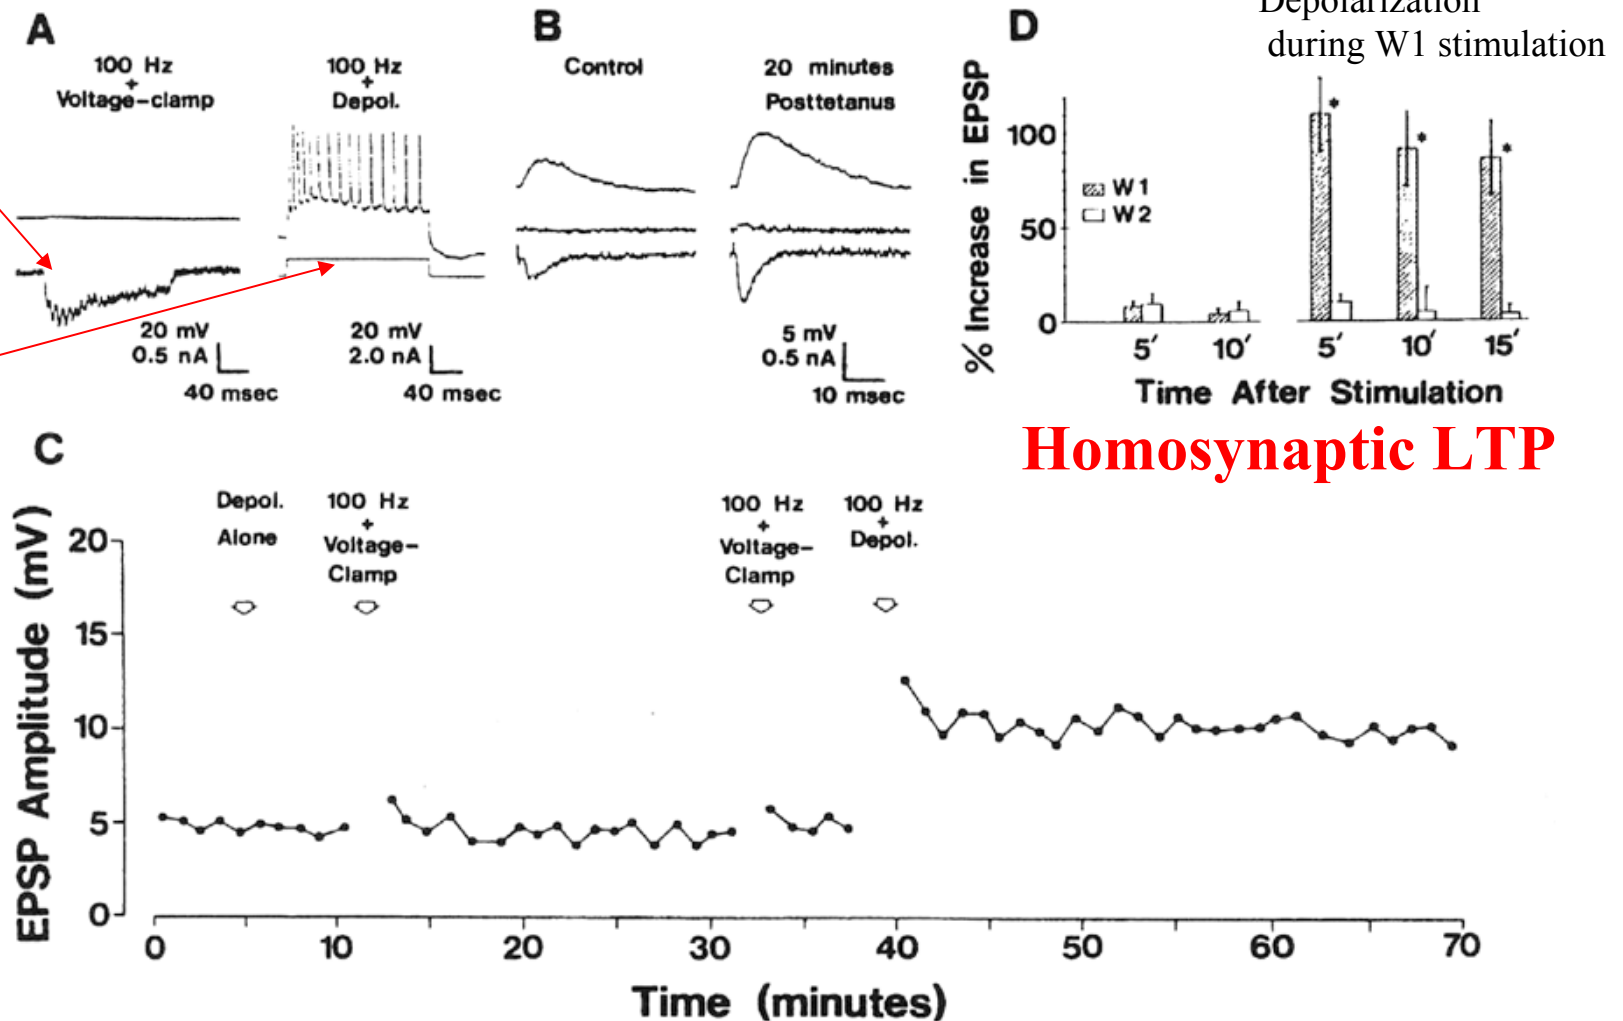 Depolarization
during W1 stimulation
A
100 Hz
+
Voltage-clamp
100 Hz
+
Depol.
20 mV
0.5 nA
40 msec
20 mV
2.0 nA
40 msec
B
Control
20 minutes
Posttetanus
5 mV
0.5 nA
10 msec
D
% Increase in EPSP
100
50
0
W1
W2
*
*
*
5′
10′
5′
10′
15′
Time After Stimulation
Homosynaptic LTP
C
Depol.
Alone
100 Hz
+
Voltage-
Clamp
100 Hz
+
Voltage-
Clamp
100 Hz
+
Depol.
EPSP Amplitude (mV)
20
15
10
5
0
0
10
20
30
40
50
60
70
Time (minutes)